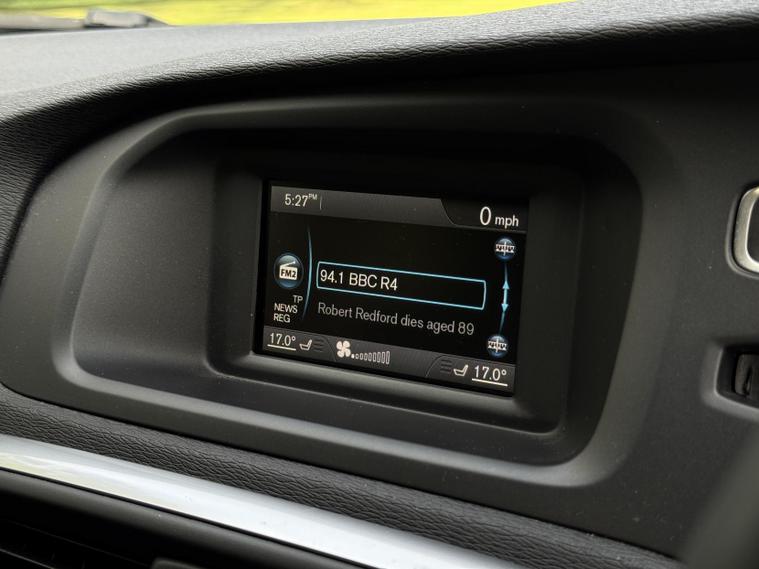 5:27PM
0 mph
FM2
94.1 BBC R4
TP
NEWS
REG
Robert Redford dies aged 89
17.0°
17.0°